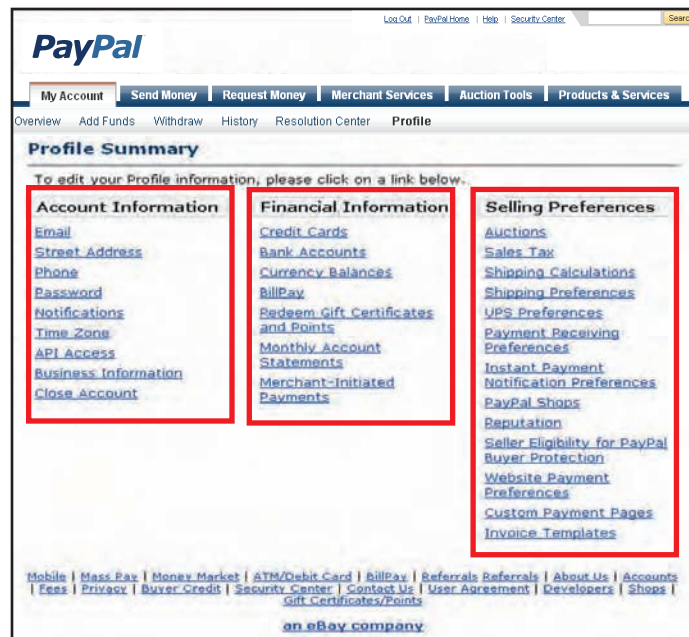 Log Out | PayPal Home | Help | Security Center
Searc
PayPal
My Account Send Money Request Money Merchant Services Auction Tools Products & Services
Overview Add Funds Withdraw History Resolution Center Profile
Profile Summary
To edit your Profile information, please click on a link below.
Account Information
Email
Street Address
Phone
Password
Notifications
Time Zone
API Access
Business Information
Close Account
Financial Information
Credit Cards
Bank Accounts
Currency Balances
BillPay
Redeem Gift Certificates
and Points
Monthly Account
Statements
Merchant-Initiated
Payments
Selling Preferences
Auctions
Sales Tax
Shipping Calculations
Shipping Preferences
UPS Preferences
Payment Receiving
Preferences
Instant Payment
Notification Preferences
PayPal Shops
Reputation
Seller Eligibility for PayPal
Buyer Protection
Website Payment
Preferences
Custom Payment Pages
Invoice Templates
Mobile | Mass Pay | Money Market | ATM/Debit Card | BillPay | Referrals Referrals | About Us | Accounts
| Fees | Privacy | Buyer Credit | Security Center | Contact Us | User Agreement | Developers | Shops |
Gift Certificates/Points
an eBay company